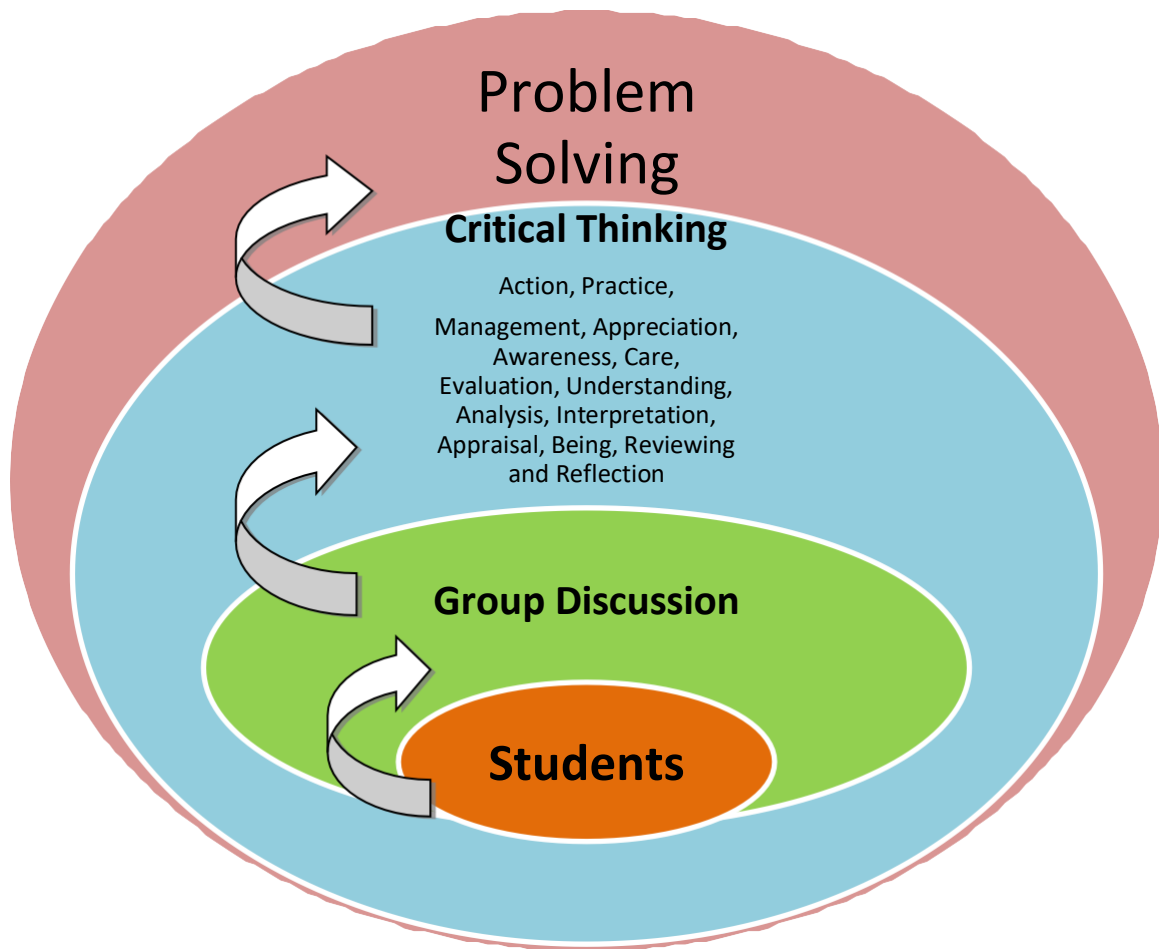 Problem
Solving
Critical Thinking
Action, Practice,
Management, Appreciation,
Awareness, Care,
Evaluation, Understanding,
Analysis, Interpretation,
Appraisal, Being, Reviewing
and Reflection
Group Discussion
Students